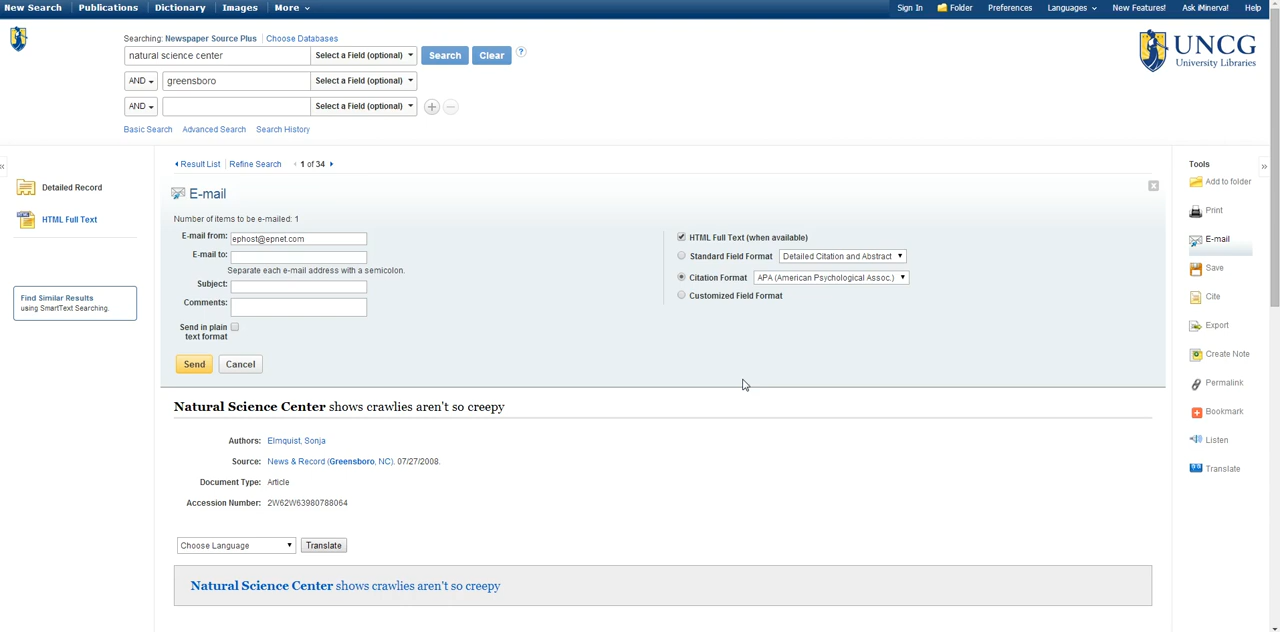 New Search Publications Dictionary Images More Sign In Folder Preferences Languages New Features! Ask iMinerva! Help
Searching: Newspaper Source Plus Choose Databases
natural science center Select a Field (optional) Search Clear ?
AND greensboro Select a Field (optional)
AND Select a Field (optional)
Basic Search Advanced Search Search History
UNCG
University Libraries
« Detailed Record
HTML Full Text
Find Similar Results
using SmartText Searching.
Result List Refine Search 1 of 34
E-mail
Number of items to be e-mailed: 1
E-mail from: ephost@epnet.com
E-mail to:
Separate each e-mail address with a semicolon.
Subject:
Comments:
Send in plain
text format
Send Cancel
HTML Full Text (when available)
Standard Field Format Detailed Citation and Abstract
Citation Format APA (American Psychological Assoc.)
Customized Field Format
Natural Science Center shows crawlies aren't so creepy
Authors: Elmquist, Sonja
Source: News & Record (Greensboro, NC). 07/27/2008.
Document Type: Article
Accession Number: 2W62W63980788064
Choose Language Translate
Natural Science Center shows crawlies aren't so creepy
Tools »
Add to folder
Print
E-mail
Save
Cite
Export
Create Note
Permalink
Bookmark
Listen
Translate